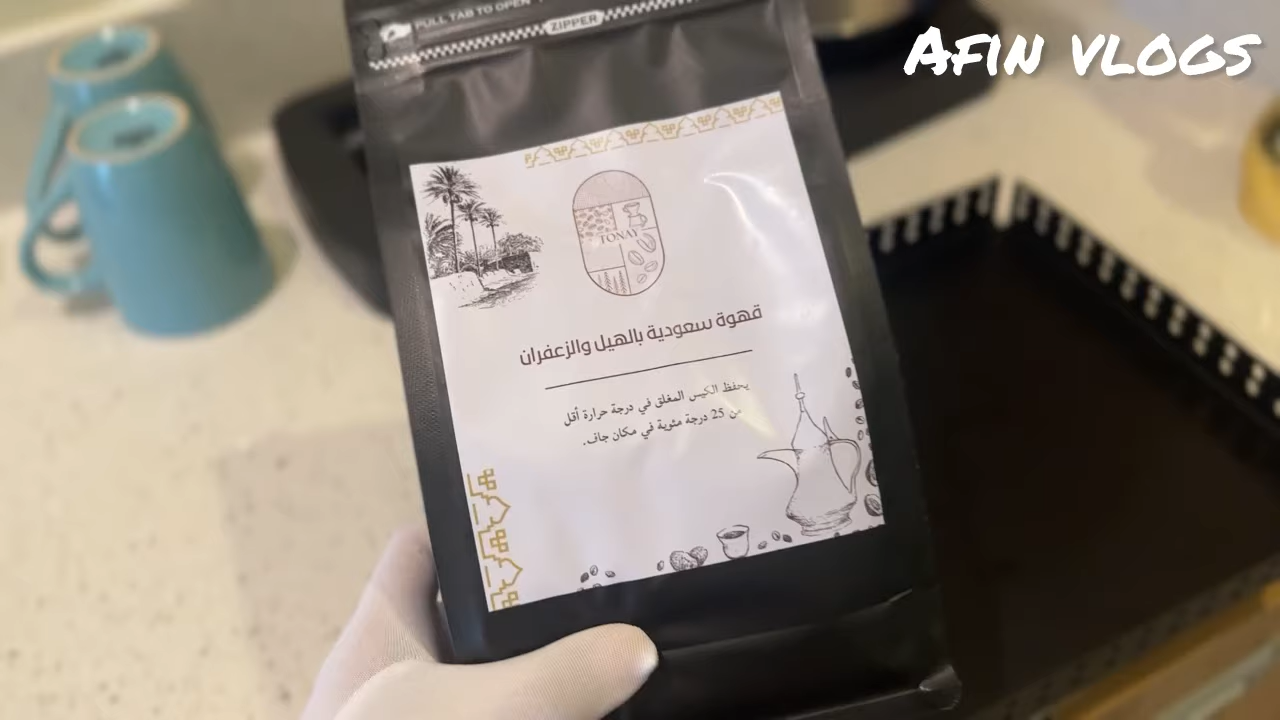 AFIN VLOGS
PULL TAB TO OPEN
ZIPPER
TONAY
قهوة سعودية بالهيل والزعفران
يحفظ الكيس المغلق في درجة حرارة أقل
من 25 درجة مئوية في مكان جاف.